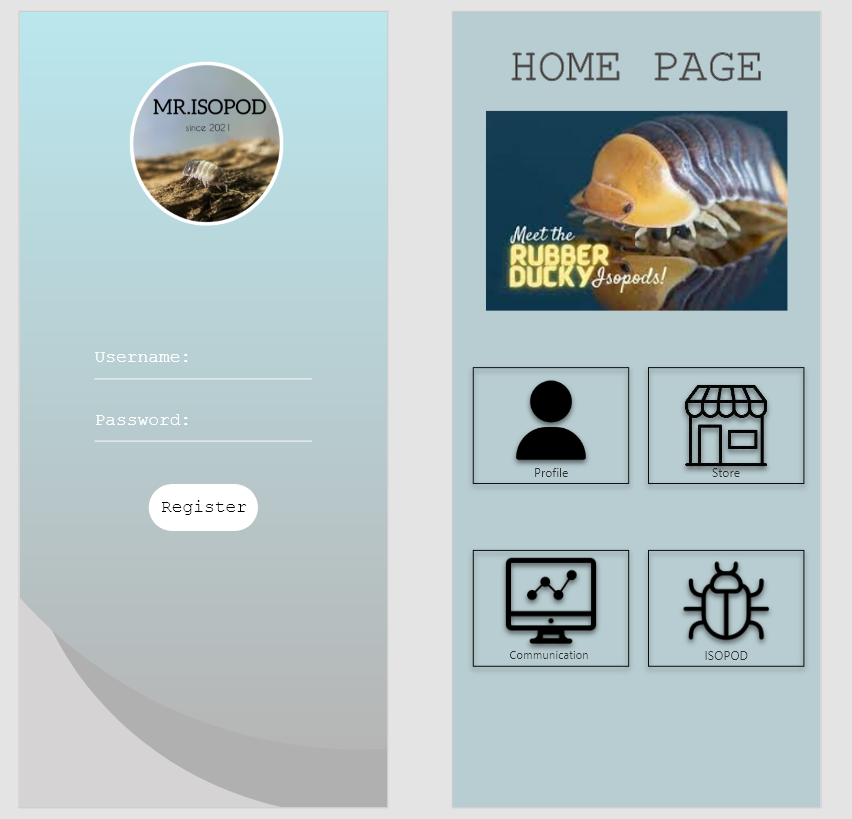 MR.ISOPOD
since 2021
Username:
Password:
Register
HOME PAGE
Meet the
RUBBER
DUCKY Isopods!
Profile
Store
Communication
ISOPOD